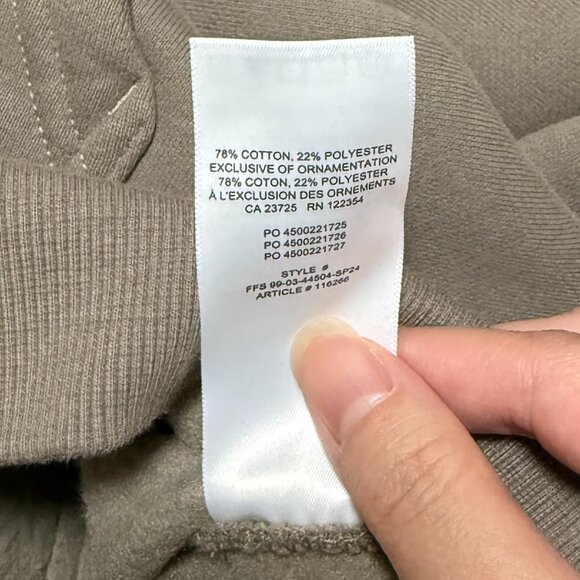 78% COTTON, 22% POLYESTER
EXCLUSIVE OF ORNAMENTATION
78% COTON, 22% POLYESTER
À L'EXCLUSION DES ORNEMENTS
CA 23725 RN 122354
PO 4500221725
PO 4500221726
PO 4500221727
STYLE #
FFS 99-03-44504-SP24
ARTICLE # 116266